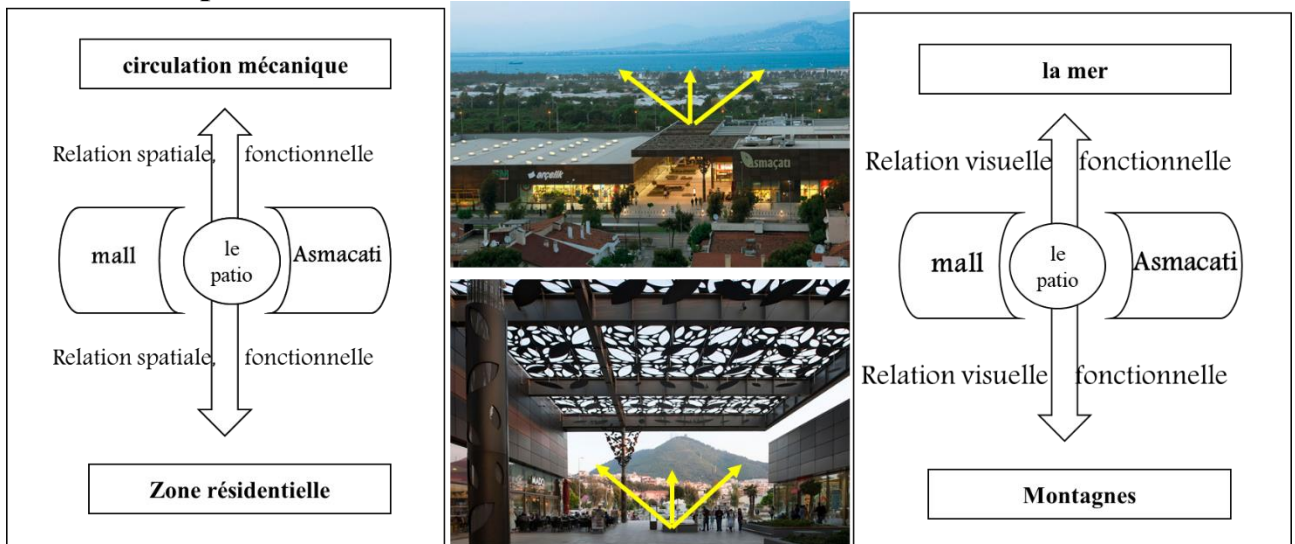 circulation mécanique
Relation spatiale, fonctionnelle
mall
le
patio
Asmacati
Relation spatiale, fonctionnelle
Zone résidentielle
arçelik
asmaçatı
la mer
Relation visuelle fonctionnelle
mall
le
patio
Asmacati
Relation visuelle fonctionnelle
Montagnes